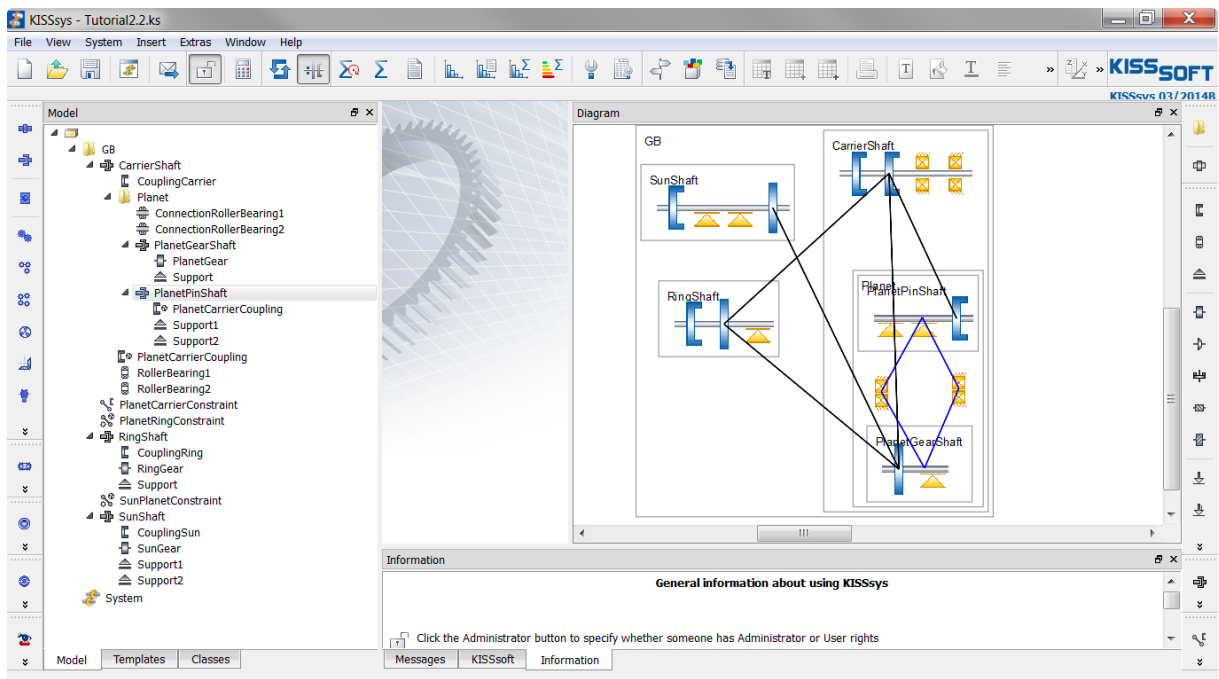 KISSsys - Tutorial2.2.ks
File View System Insert Extras Window Help
» » KISSsoft
KISSsys 03/2014B
Model
GB
CarrierShaft
CouplingCarrier
Planet
ConnectionRollerBearing1
ConnectionRollerBearing2
PlanetGearShaft
PlanetGear
Support
PlanetPinShaft
PlanetCarrierCoupling
Support1
Support2
PlanetCarrierCoupling
RollerBearing1
RollerBearing2
PlanetCarrierConstraint
PlanetRingConstraint
RingShaft
CouplingRing
RingGear
Support
SunPlanetConstraint
SunShaft
CouplingSun
SunGear
Support1
Support2
System
Model Templates Classes
Diagram
GB
CarrierShaft
SunShaft
RingShaft
Planet
PlanetPinShaft
PlanetGearShaft
Information
General information about using KISSsys
Click the Administrator button to specify whether someone has Administrator or User rights
Messages KISSsoft Information